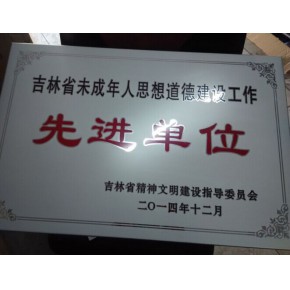 吉林省未成年人思想道德建设工作
先进单位
吉林省精神文明建设指导委员会
二〇一四年十二月